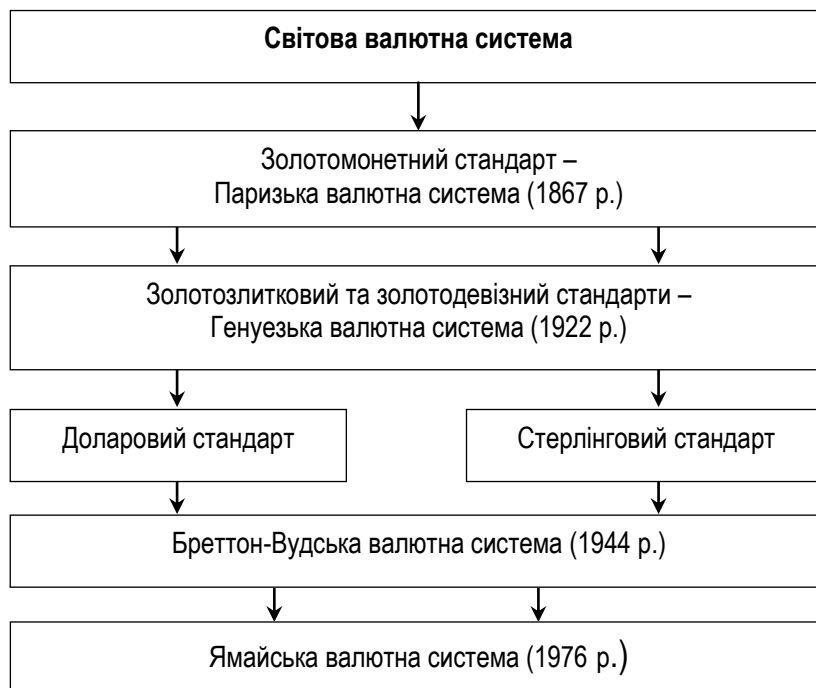 Світова валютна система
Золотомонетний стандарт –
Паризька валютна система (1867 р.)
Золотозлитковий та золотодевізний стандарти –
Генуезька валютна система (1922 р.)
Доларовий стандарт
Стерлінговий стандарт
Бреттон-Вудська валютна система (1944 р.)
Ямайська валютна система (1976 р.)